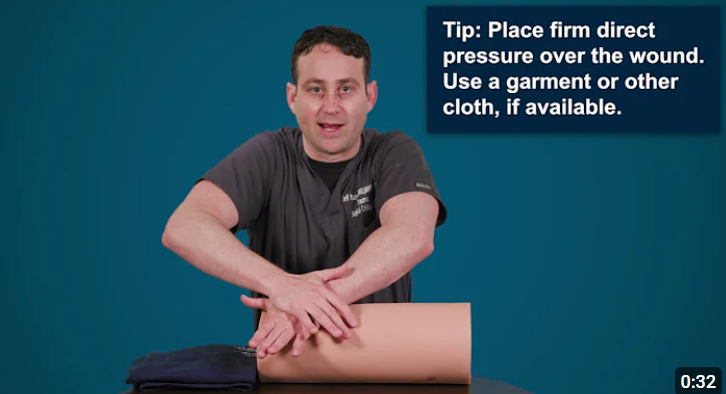 Tip: Place firm direct
pressure over the wound.
Use a garment or other
cloth, if available.
0:32